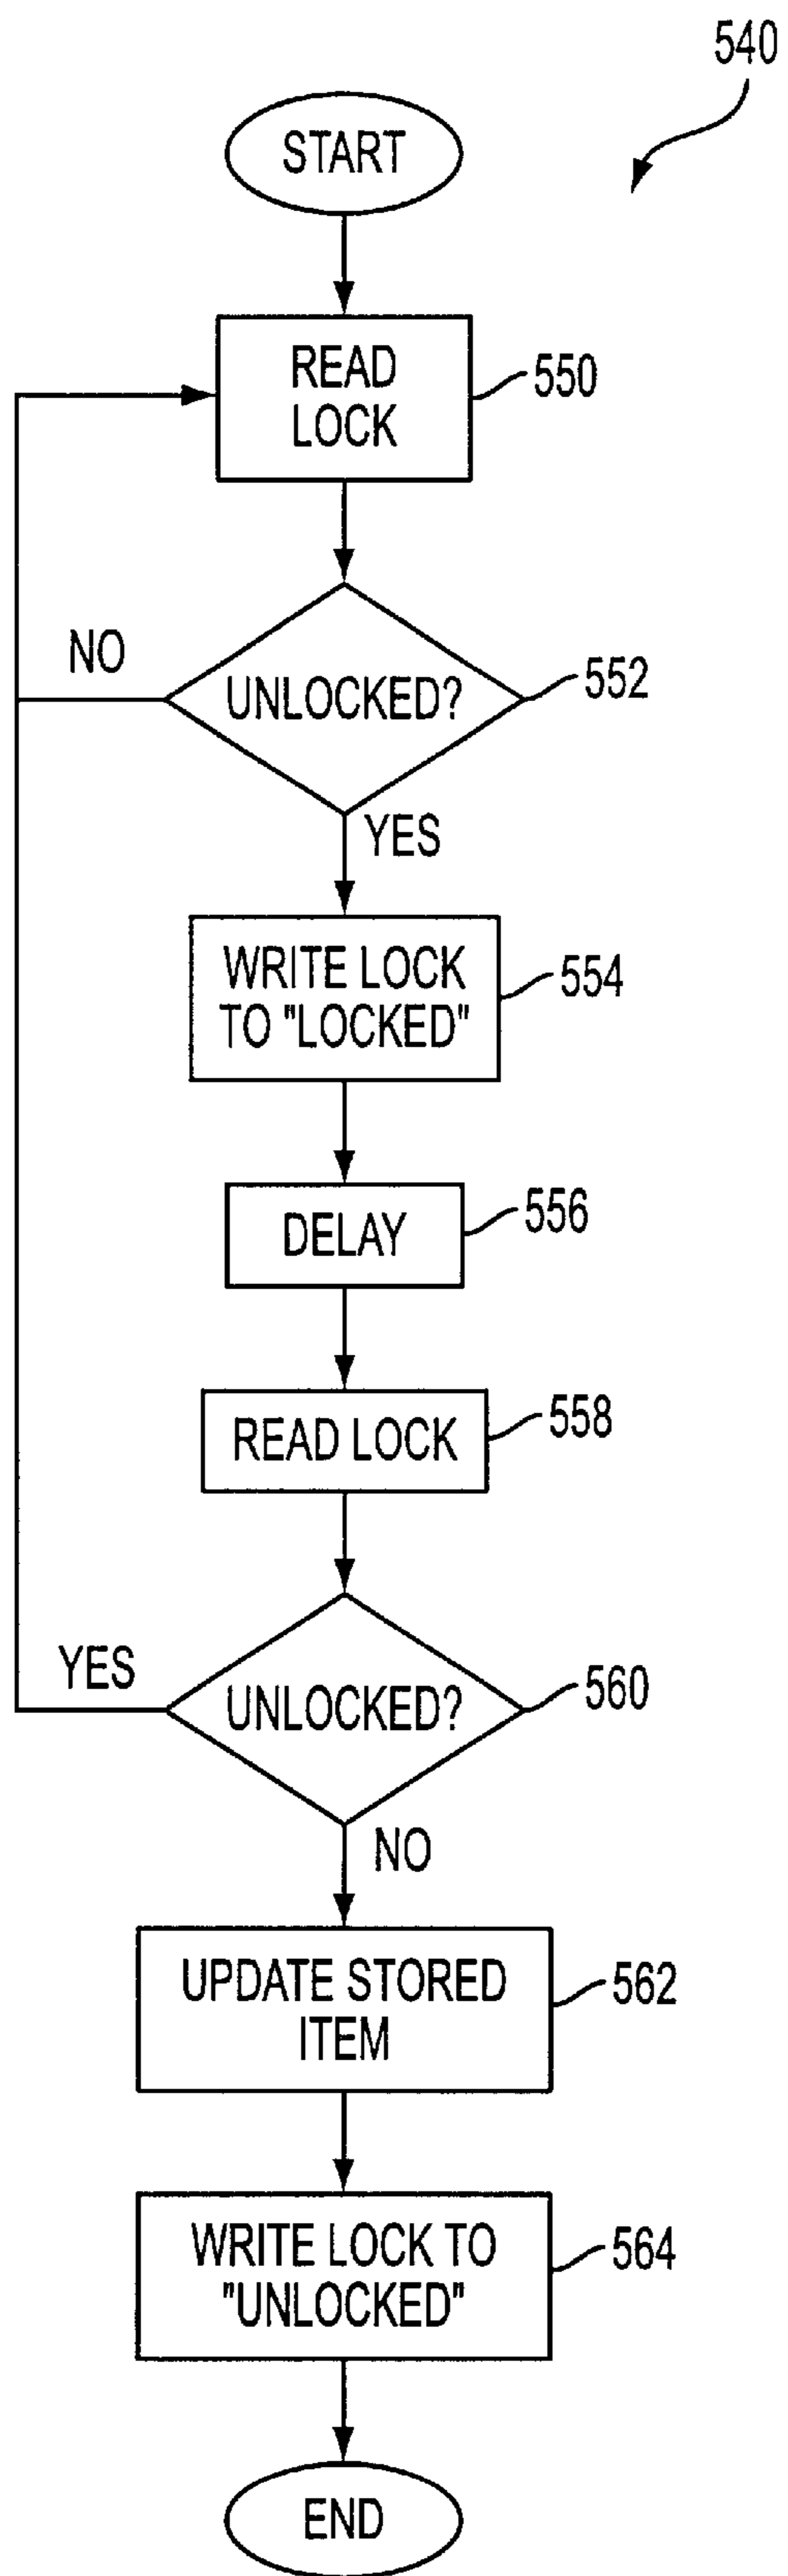 540
START
READ
LOCK
550
NO
UNLOCKED?
552
YES
WRITE LOCK
TO "LOCKED"
554
DELAY
556
READ LOCK
558
YES
UNLOCKED?
560
NO
UPDATE STORED
ITEM
562
WRITE LOCK TO
"UNLOCKED"
564
END